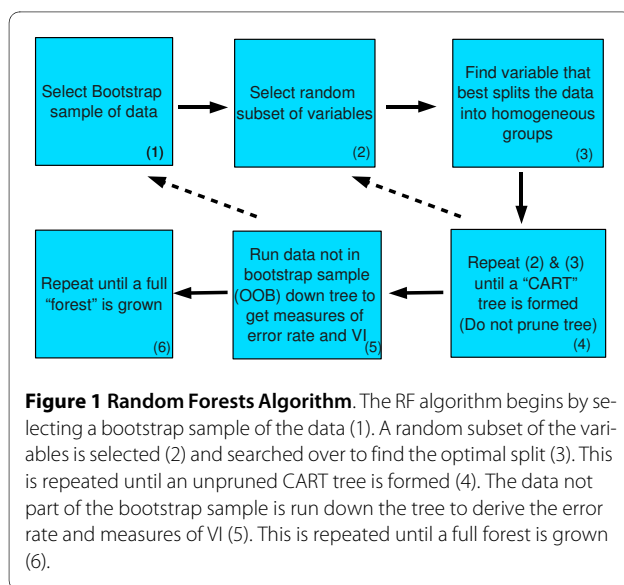 Select Bootstrap
sample of data
(1)
Select random
subset of variables
(2)
Find variable that
best splits the data
into homogeneous
groups
(3)
Repeat (2) & (3)
until a “CART”
tree is formed
(Do not prune tree)
(4)
Run data not in
bootstrap sample
(OOB) down tree to
get measures of
error rate and VI
(5)
Repeat until a full
“forest” is grown
(6)
Figure 1 Random Forests Algorithm. The RF algorithm begins by se-
lecting a bootstrap sample of the data (1). A random subset of the vari-
ables is selected (2) and searched over to find the optimal split (3). This
is repeated until an unpruned CART tree is formed (4). The data not
part of the bootstrap sample is run down the tree to derive the error
rate and measures of VI (5). This is repeated until a full forest is grown
(6).